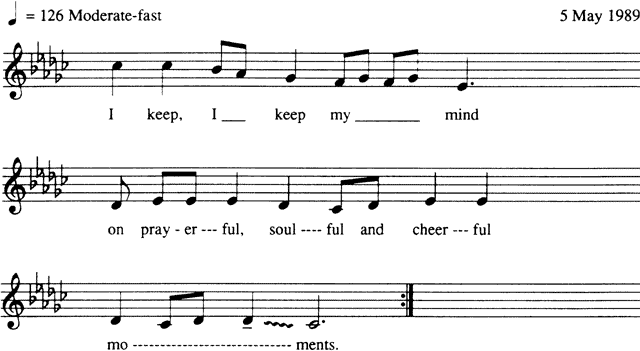 ♩ = 126 Moderate-fast 5 May 1989
I keep, I ___ keep my ________ mind
on pray - er --- ful, soul ---- ful and cheer --- ful
mo --------------------------- ments.